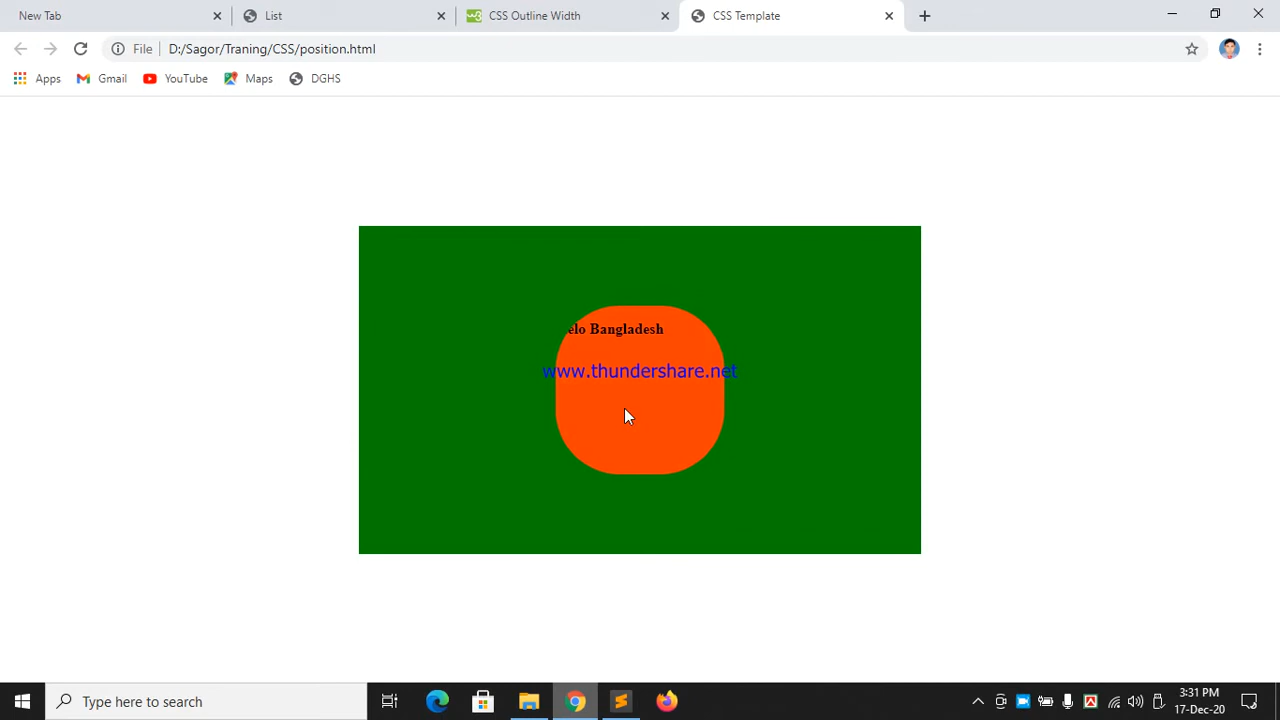 New Tab
List
CSS Outline Width
CSS Template
File
D:/Sagor/Traning/CSS/position.html
Apps
Gmail
YouTube
Maps
DGHS
elo Bangladesh
www.thundershare.net
Type here to search
3:31 PM
17-Dec-20